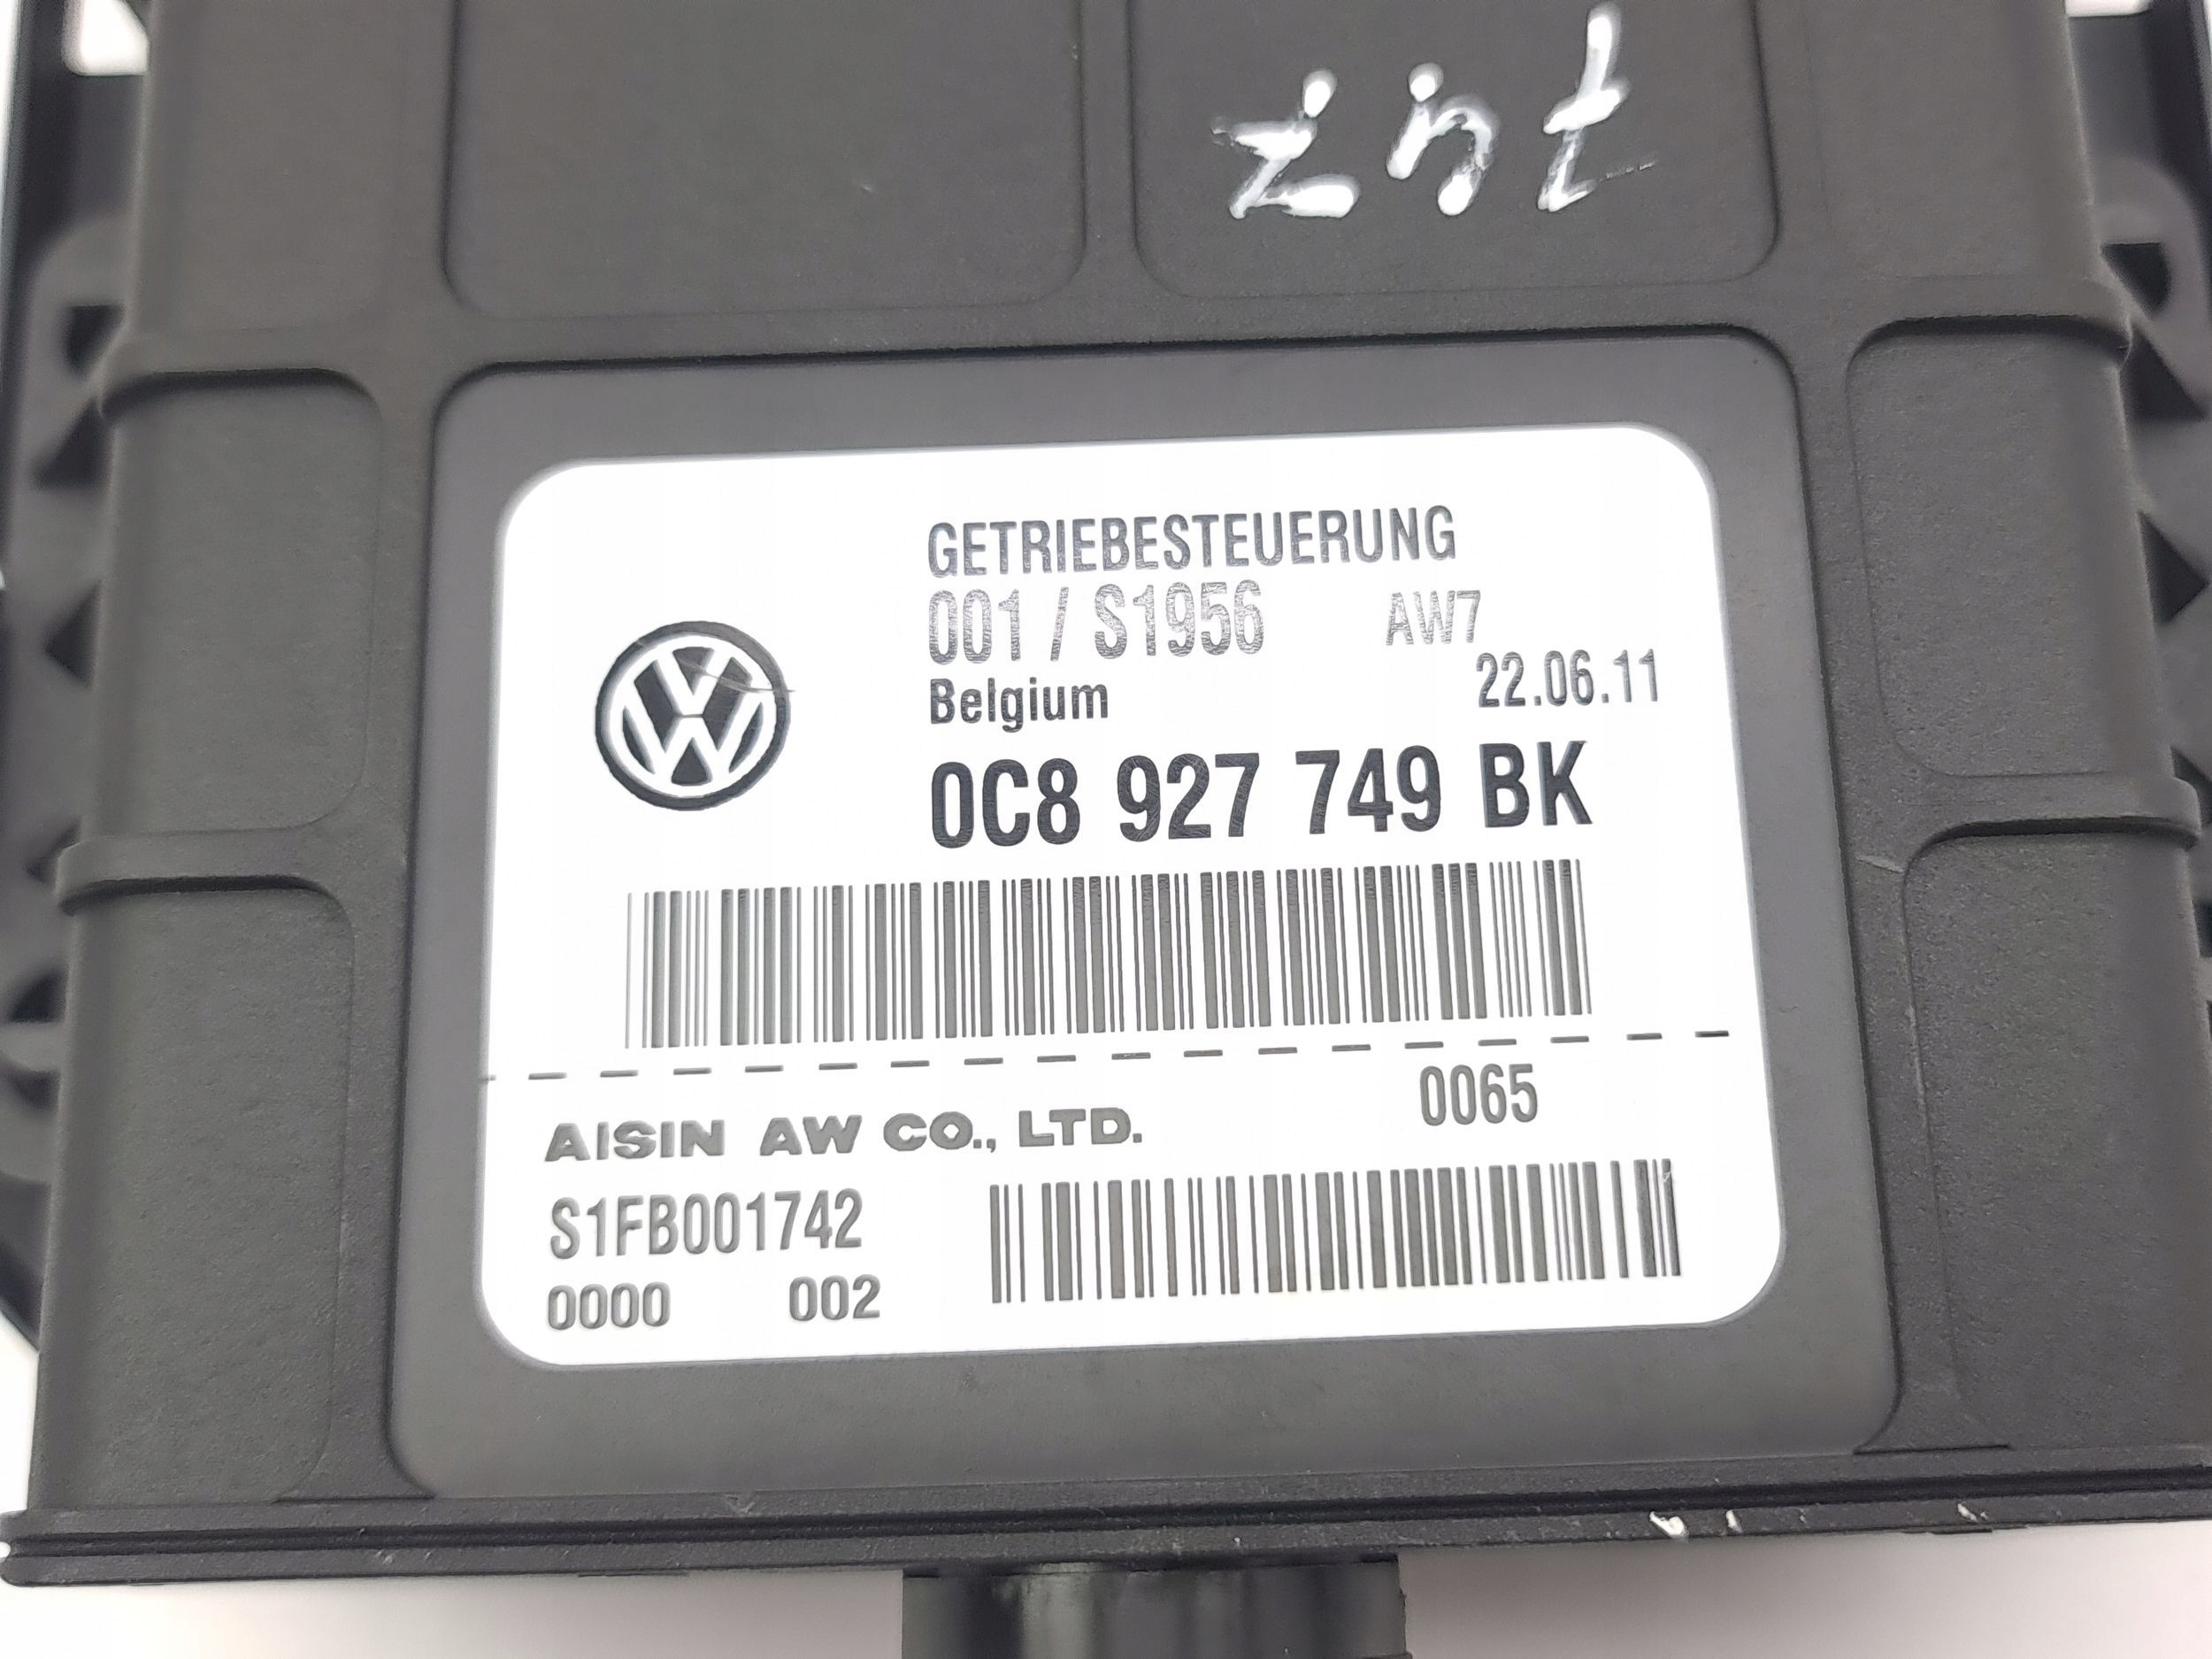 GETRIEBESTEUERUNG
001 / S1956 AW7
Belgium 22.06.11
0C8 927 749 BK
0065
AISIN AW CO., LTD.
S1FB001742
0000 002